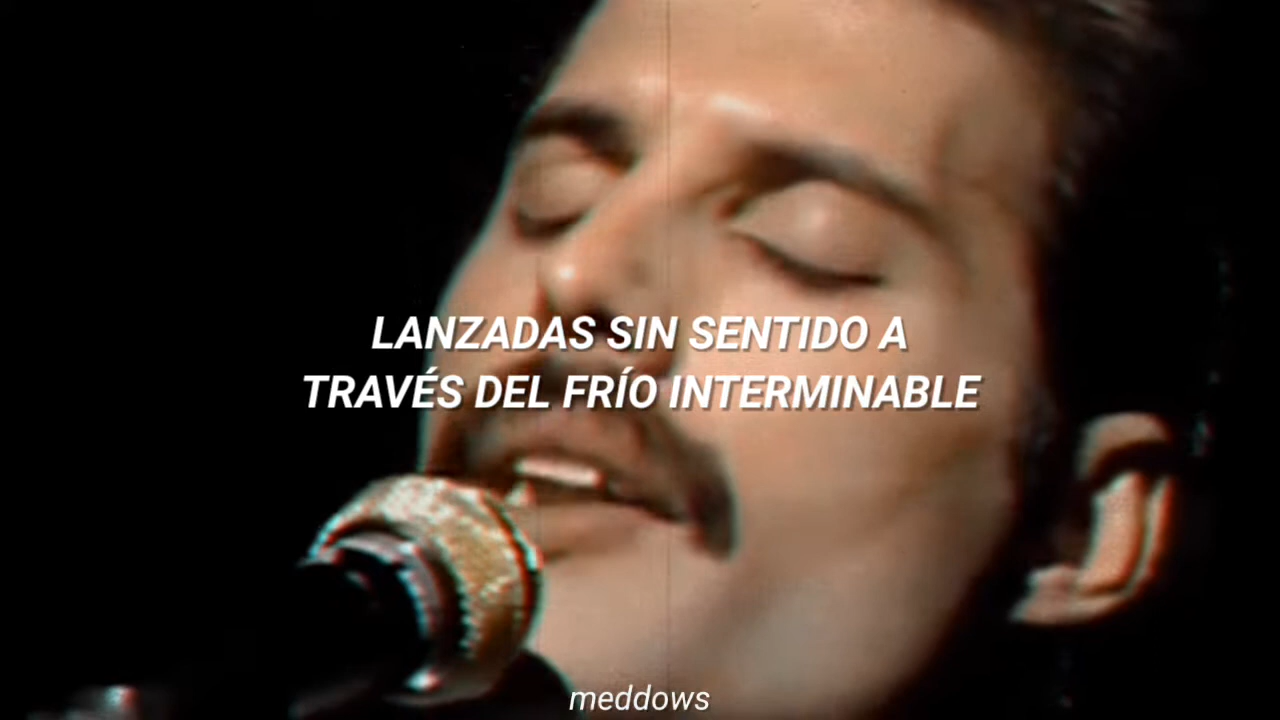 LANZADAS SIN SENTIDO A
TRAVÉS DEL FRÍO INTERMINABLE
meddows